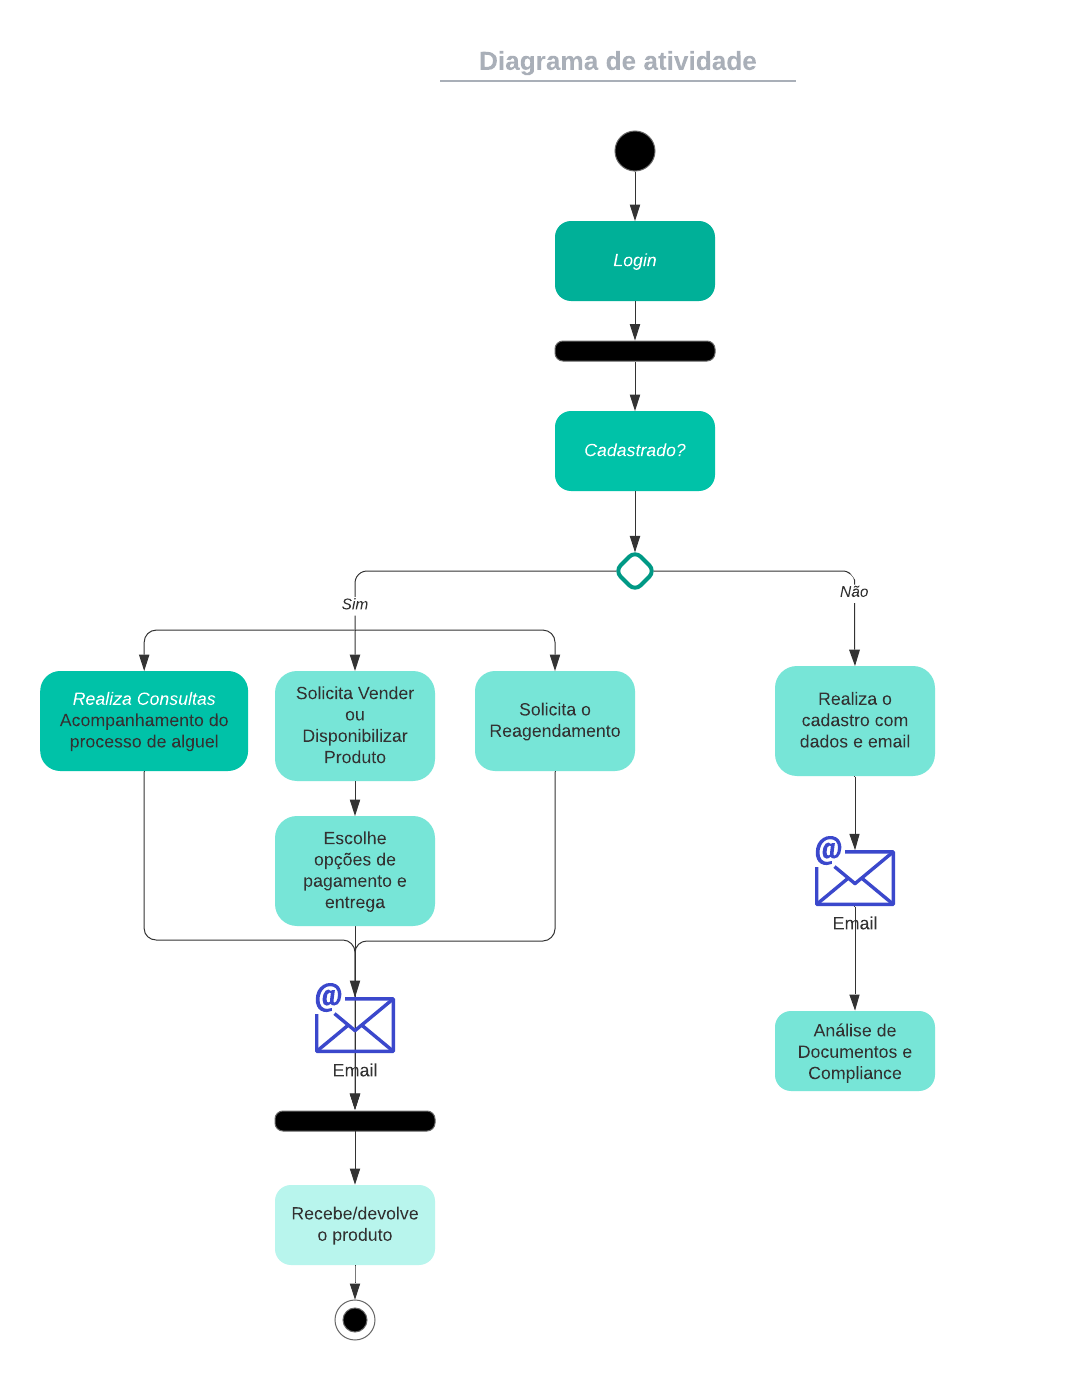 Diagrama de atividade
Login
Cadastrado?
Sim
Não
Realiza Consultas
Acompanhamento do
processo de alguel
Solicita Vender
ou
Disponibilizar
Produto
Solicita o
Reagendamento
Realiza o
cadastro com
dados e email
Escolhe
opções de
pagamento e
entrega
@
Email
@
Email
Análise de
Documentos e
Compliance
Recebe/devolve
o produto